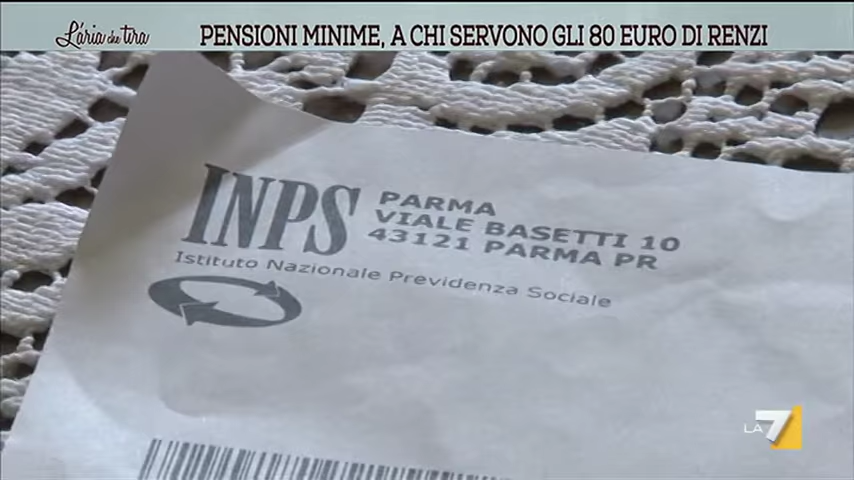 L'aria che tira
PENSIONI MINIME, A CHI SERVONO GLI 80 EURO DI RENZI
INPS
PARMA
VIALE BASETTI 10
43121 PARMA PR
Istituto Nazionale Previdenza Sociale
LA7